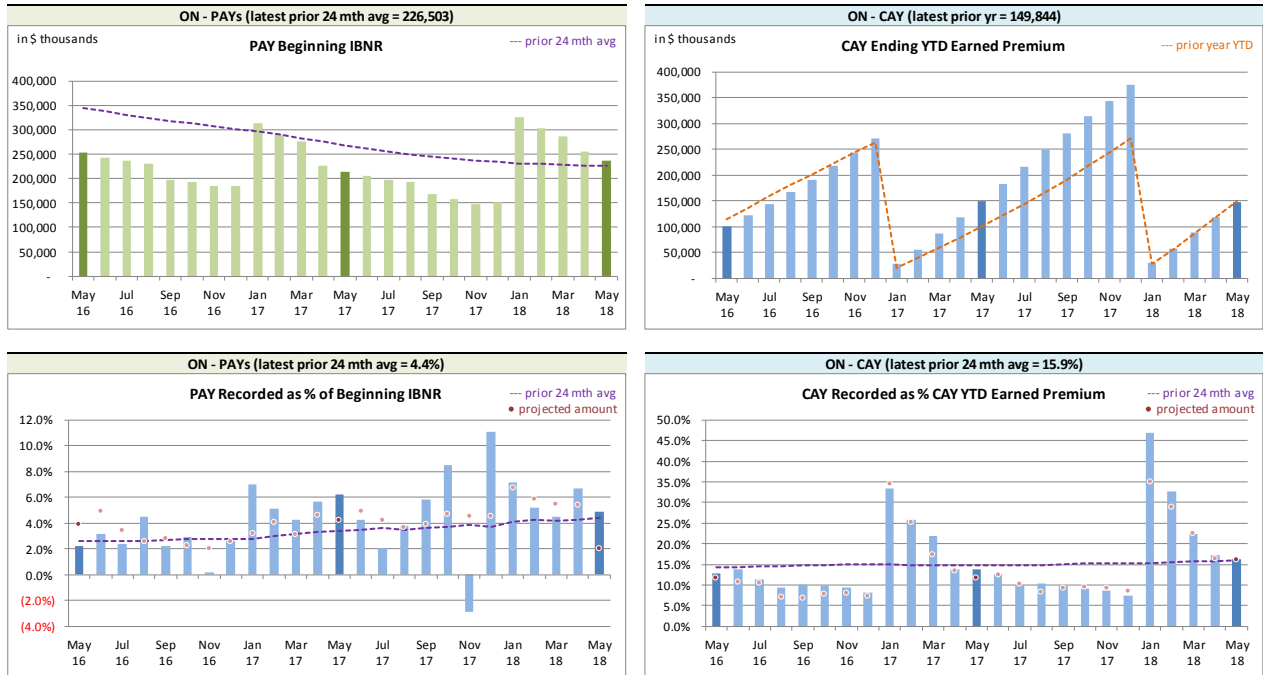 ON - PAYs (latest prior 24 mth avg = 226,503)
in $ thousands
PAY Beginning IBNR
--- prior 24 mth avg
400,000
350,000
300,000
250,000
200,000
150,000
100,000
50,000
-
May Jul Sep Nov Jan Mar May Jul Sep Nov Jan Mar May
16 16 16 16 17 17 17 17 17 17 18 18 18
ON - CAY (latest prior yr = 149,844)
in $ thousands
CAY Ending YTD Earned Premium
--- prior year YTD
400,000
350,000
300,000
250,000
200,000
150,000
100,000
50,000
-
May Jul Sep Nov Jan Mar May Jul Sep Nov Jan Mar May
16 16 16 16 17 17 17 17 17 17 18 18 18
ON - PAYs (latest prior 24 mth avg = 4.4%)
PAY Recorded as % of Beginning IBNR
--- prior 24 mth avg
projected amount
12.0%
10.0%
8.0%
6.0%
4.0%
2.0%
0.0%
(2.0%)
(4.0%)
May Jul Sep Nov Jan Mar May Jul Sep Nov Jan Mar May
16 16 16 16 17 17 17 17 17 17 18 18 18
ON - CAY (latest prior 24 mth avg = 15.9%)
CAY Recorded as % CAY YTD Earned Premium
--- prior 24 mth avg
projected amount
50.0%
45.0%
40.0%
35.0%
30.0%
25.0%
20.0%
15.0%
10.0%
5.0%
0.0%
May Jul Sep Nov Jan Mar May Jul Sep Nov Jan Mar May
16 16 16 16 17 17 17 17 17 17 18 18 18